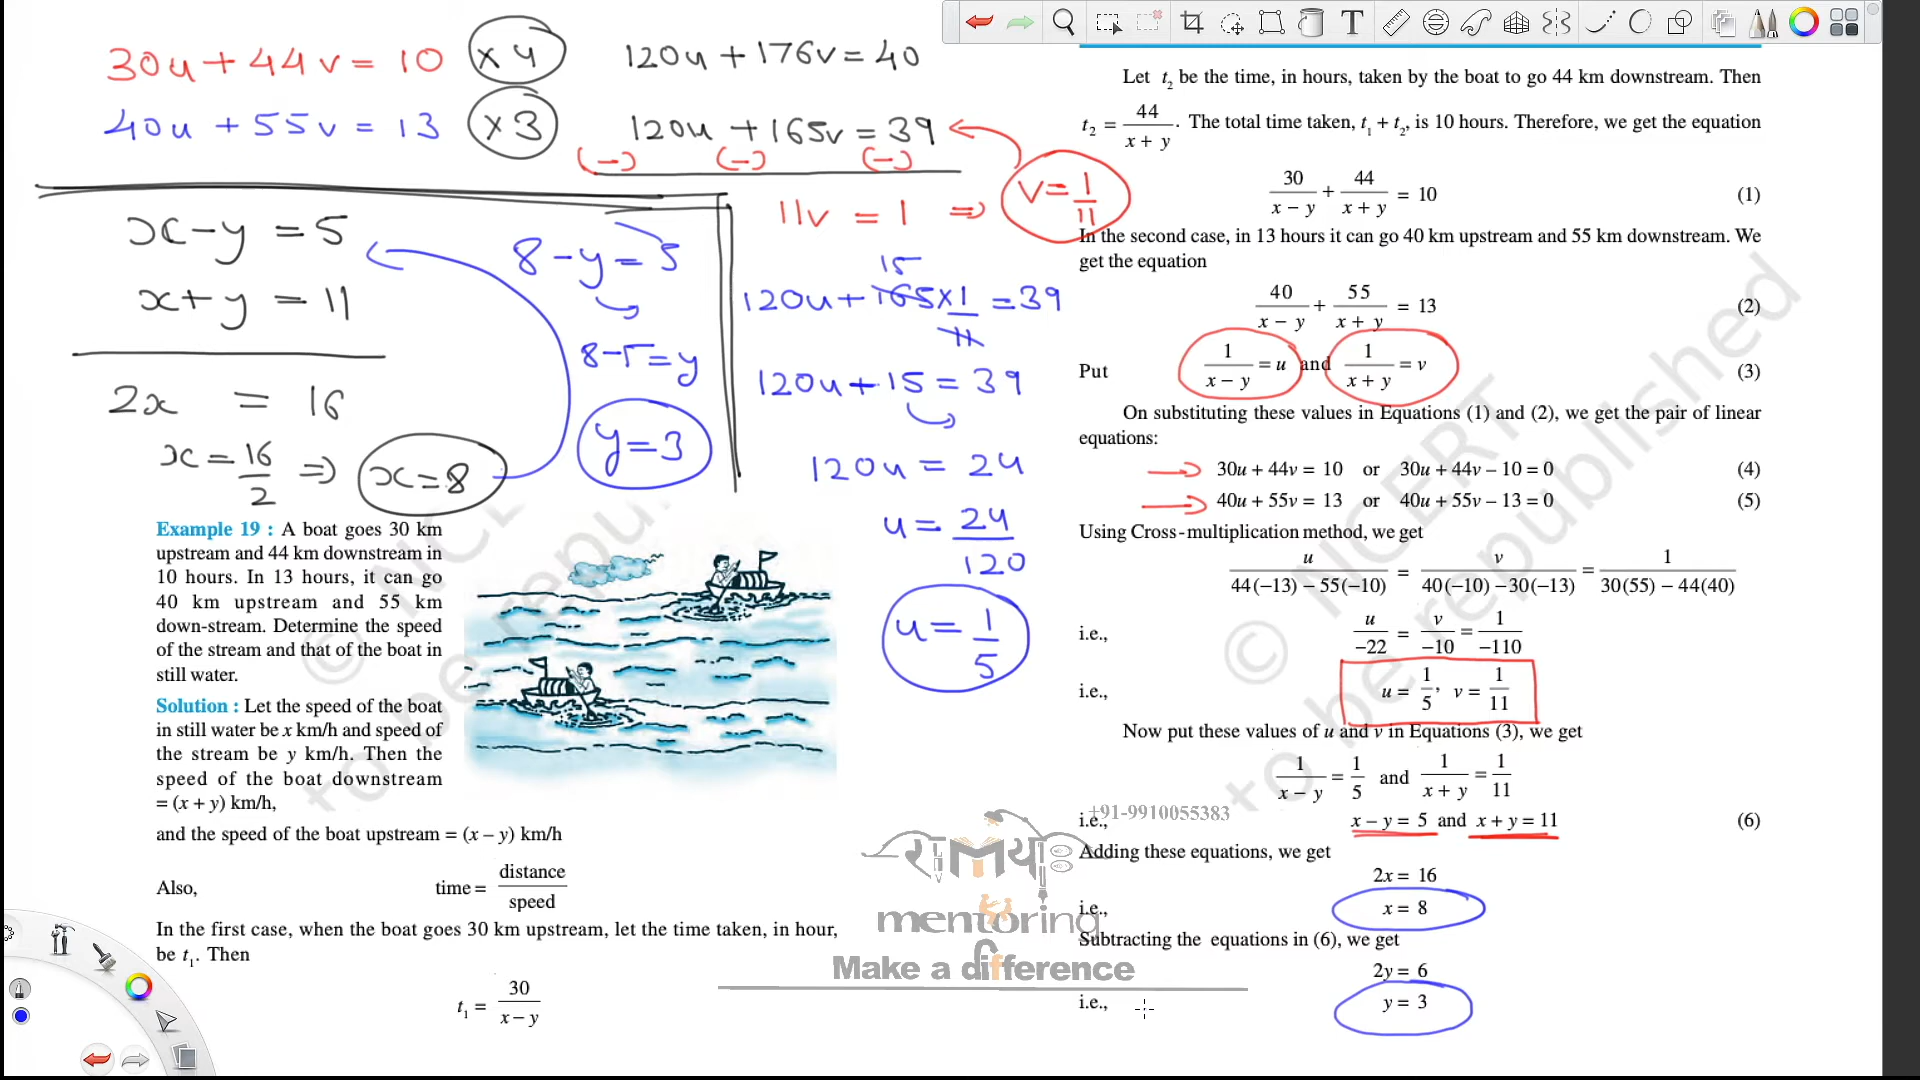 30u + 44v = 10 × 4
40u + 55v = 13 × 3
120u + 176v = 40
120u + 165v = 39
(−) (−) (−)
11v = 1 ⇒ v = 1/11
x − y = 5
x + y = 11
2x = 16
x = 16/2 ⇒ x = 8
8 − y = 5
8 − 5 = y
y = 3
15
120u + 165 × 1/11 = 39
120u + 15 = 39
120u = 24
u = 24/120
u = 1/5
Example 19 : A boat goes 30 km
upstream and 44 km downstream in
10 hours. In 13 hours, it can go
40 km upstream and 55 km
down-stream. Determine the speed
of the stream and that of the boat in
still water.
Solution : Let the speed of the boat
in still water be x km/h and speed of
the stream be y km/h. Then the
speed of the boat downstream
= (x + y) km/h,
and the speed of the boat upstream = (x – y) km/h
Also, time = distance/speed
In the first case, when the boat goes 30 km upstream, let the time taken, in hour,
be t₁. Then
t₁ = 30/(x – y)
Let t₂ be the time, in hours, taken by the boat to go 44 km downstream. Then
t₂ = 44/(x + y). The total time taken, t₁ + t₂, is 10 hours. Therefore, we get the equation
30/(x – y) + 44/(x + y) = 10 (1)
In the second case, in 13 hours it can go 40 km upstream and 55 km downstream. We
get the equation
40/(x – y) + 55/(x + y) = 13 (2)
Put 1/(x – y) = u and 1/(x + y) = v (3)
On substituting these values in Equations (1) and (2), we get the pair of linear
equations:
30u + 44v = 10 or 30u + 44v – 10 = 0 (4)
40u + 55v = 13 or 40u + 55v – 13 = 0 (5)
Using Cross-multiplication method, we get
u/(44(–13) – 55(–10)) = v/(40(–10) – 30(–13)) = 1/(30(55) – 44(40))
i.e., u/–22 = v/–10 = 1/–110
i.e., u = 1/5, v = 1/11
Now put these values of u and v in Equations (3), we get
1/(x – y) = 1/5 and 1/(x + y) = 1/11
i.e., x – y = 5 and x + y = 11 (6)
Adding these equations, we get
2x = 16
i.e., x = 8
Subtracting the equations in (6), we get
2y = 6
i.e., y = 3
© NCERT
to be republished
+91-9910055383
mentoring
Make a difference